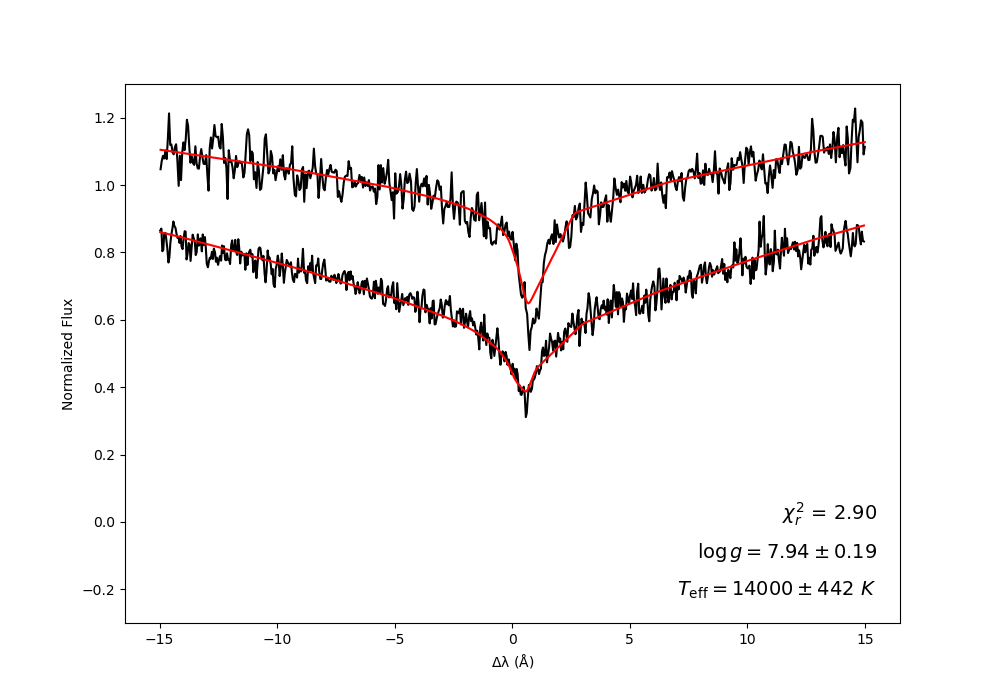 1.2
1.0
0.8
0.6
0.4
0.2
0.0
−0.2
Normalized Flux
χ²ᵣ = 2.90
log g = 7.94 ± 0.19
T_eff = 14000 ± 442 K
−15 −10 −5 0 5 10 15
Δλ (Å)